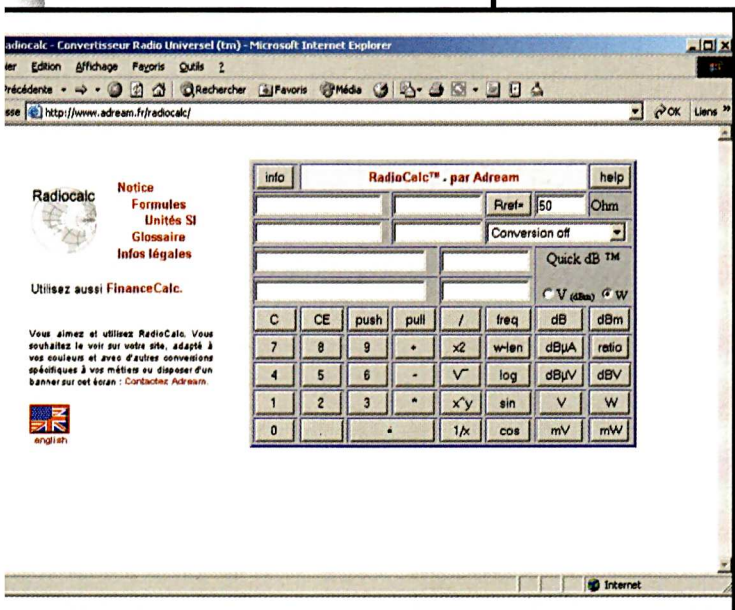 adiocalc - Convertisseur Radio Universel (tm) - Microsoft Internet Explorer
ier Edition Affichage Favoris Outils ?
Précédente Rechercher Favoris Média
sse http://www.adream.fr/radiocalc/ OK Liens »
info RadioCalc™ - par Adream help
Rref= 50 Ohm
Conversion off
Quick dB ™
V (dBm) W
C CE push pull / freq dB dBm
7 8 9 + x2 w-len dBµA ratio
4 5 6 - √ log dBµV dBV
1 2 3 * x^y sin V W
0 . 1/x cos mV mW
Radiocalc
Notice
Formules
Unités SI
Glossaire
Infos légales
Utilisez aussi FinanceCalc.
Vous aimez et utilisez RadioCalc. Vous
souhaitez le voir sur votre site, adapté à
vos couleurs et avec d'autres conversions
spécifiques à vos métiers ou disposer d'un
banner sur cet écran : Contactez Adream.
english
Internet